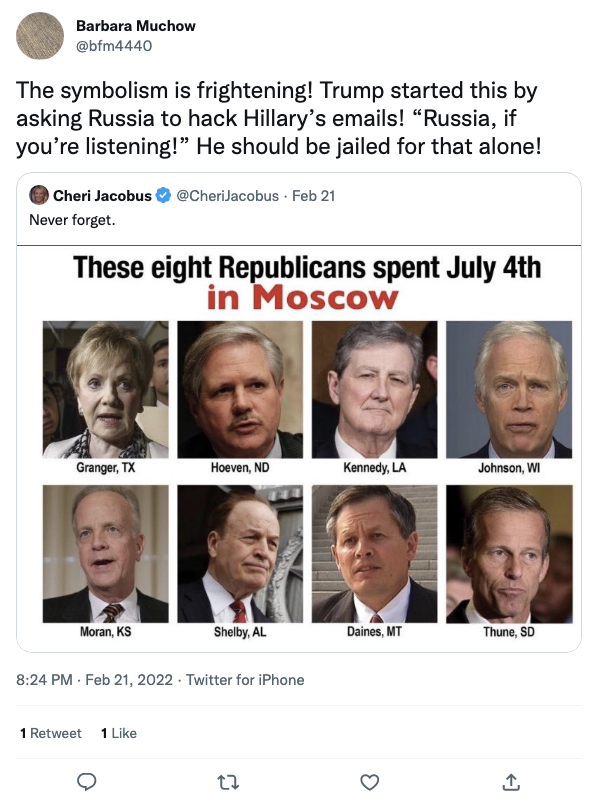 Barbara Muchow
@bfm4440
The symbolism is frightening! Trump started this by
asking Russia to hack Hillary’s emails! “Russia, if
you’re listening!” He should be jailed for that alone!
Cheri Jacobus @CheriJacobus · Feb 21
Never forget.
These eight Republicans spent July 4th
in Moscow
Granger, TX Hoeven, ND Kennedy, LA Johnson, WI
Moran, KS Shelby, AL Daines, MT Thune, SD
8:24 PM · Feb 21, 2022 · Twitter for iPhone
1 Retweet 1 Like